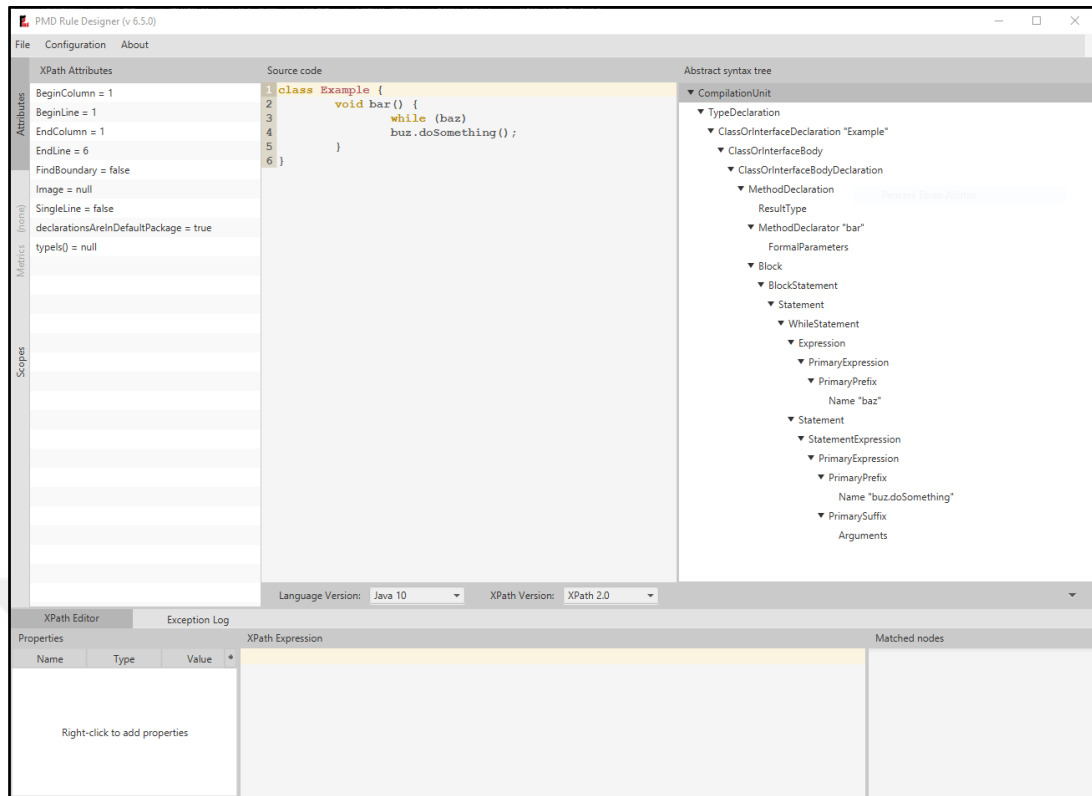 PMD Rule Designer (v 6.5.0)
File Configuration About
Attributes
Metrics (none)
Scopes
XPath Attributes
BeginColumn = 1
BeginLine = 1
EndColumn = 1
EndLine = 6
FindBoundary = false
Image = null
SingleLine = false
declarationsAreInDefaultPackage = true
typeIs() = null
Source code
1 class Example {
2 void bar() {
3 while (baz)
4 buz.doSomething();
5 }
6 }
Language Version: Java 10 XPath Version: XPath 2.0
Abstract syntax tree
CompilationUnit
TypeDeclaration
ClassOrInterfaceDeclaration "Example"
ClassOrInterfaceBody
ClassOrInterfaceBodyDeclaration
MethodDeclaration
ResultType
MethodDeclarator "bar"
FormalParameters
Block
BlockStatement
Statement
WhileStatement
Expression
PrimaryExpression
PrimaryPrefix
Name "baz"
Statement
StatementExpression
PrimaryExpression
PrimaryPrefix
Name "buz.doSomething"
PrimarySuffix
Arguments
XPath Editor Exception Log
Properties
Name Type Value +
Right-click to add properties
XPath Expression
Matched nodes